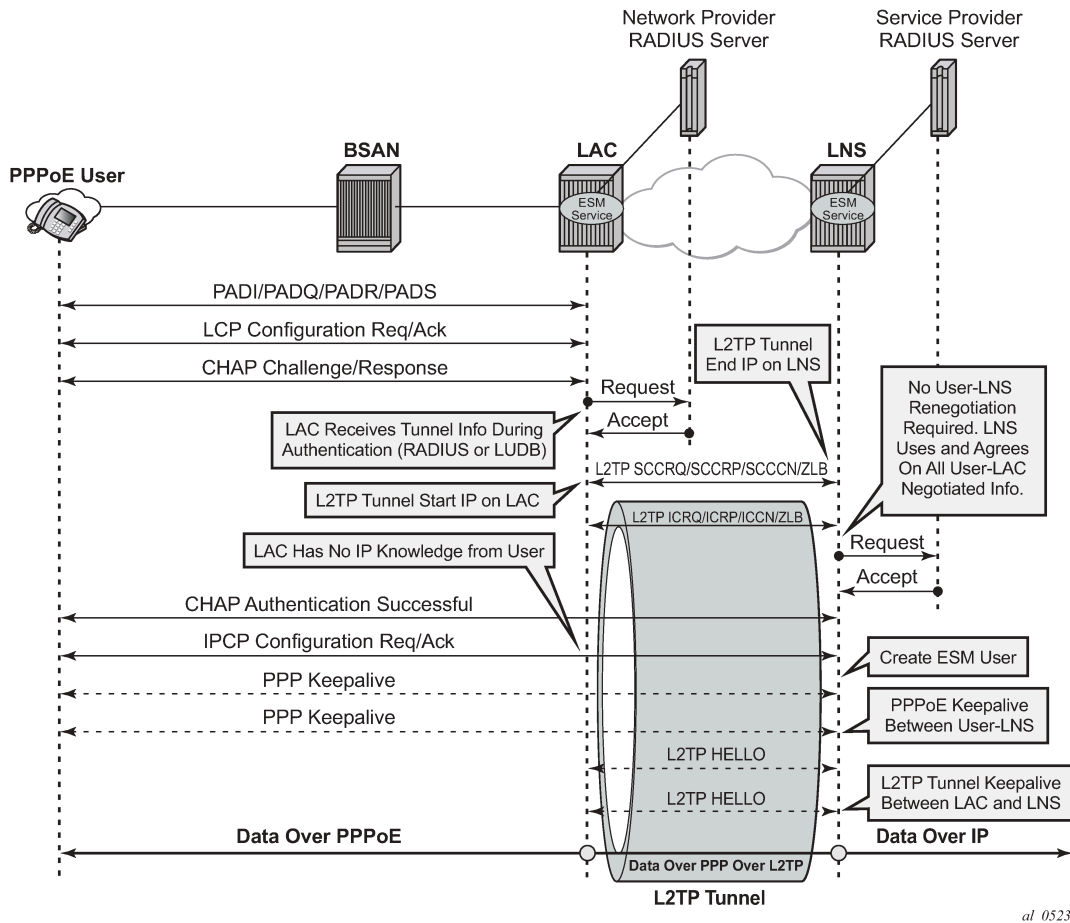 Network Provider
RADIUS Server
Service Provider
RADIUS Server
BSAN
LAC
LNS
PPPoE User
ESM
Service
ESM
Service
PADI/PADQ/PADR/PADS
LCP Configuration Req/Ack
L2TP Tunnel
End IP on LNS
CHAP Challenge/Response
Request
No User-LNS
Renegotiation
Required. LNS
Uses and Agrees
On All User-LAC
Negotiated Info.
LAC Receives Tunnel Info During
Authentication (RADIUS or LUDB)
Accept
L2TP SCCRQ/SCCRP/SCCCN/ZLB
L2TP Tunnel Start IP on LAC
L2TP ICRQ/ICRP/ICCN/ZLB
LAC Has No IP Knowledge from User
Request
Accept
CHAP Authentication Successful
IPCP Configuration Req/Ack
Create ESM User
PPP Keepalive
PPP Keepalive
PPPoE Keepalive
Between User-LNS
L2TP HELLO
L2TP HELLO
L2TP Tunnel Keepalive
Between LAC and LNS
Data Over PPPoE
Data Over IP
Data Over PPP Over L2TP
L2TP Tunnel
al_0523